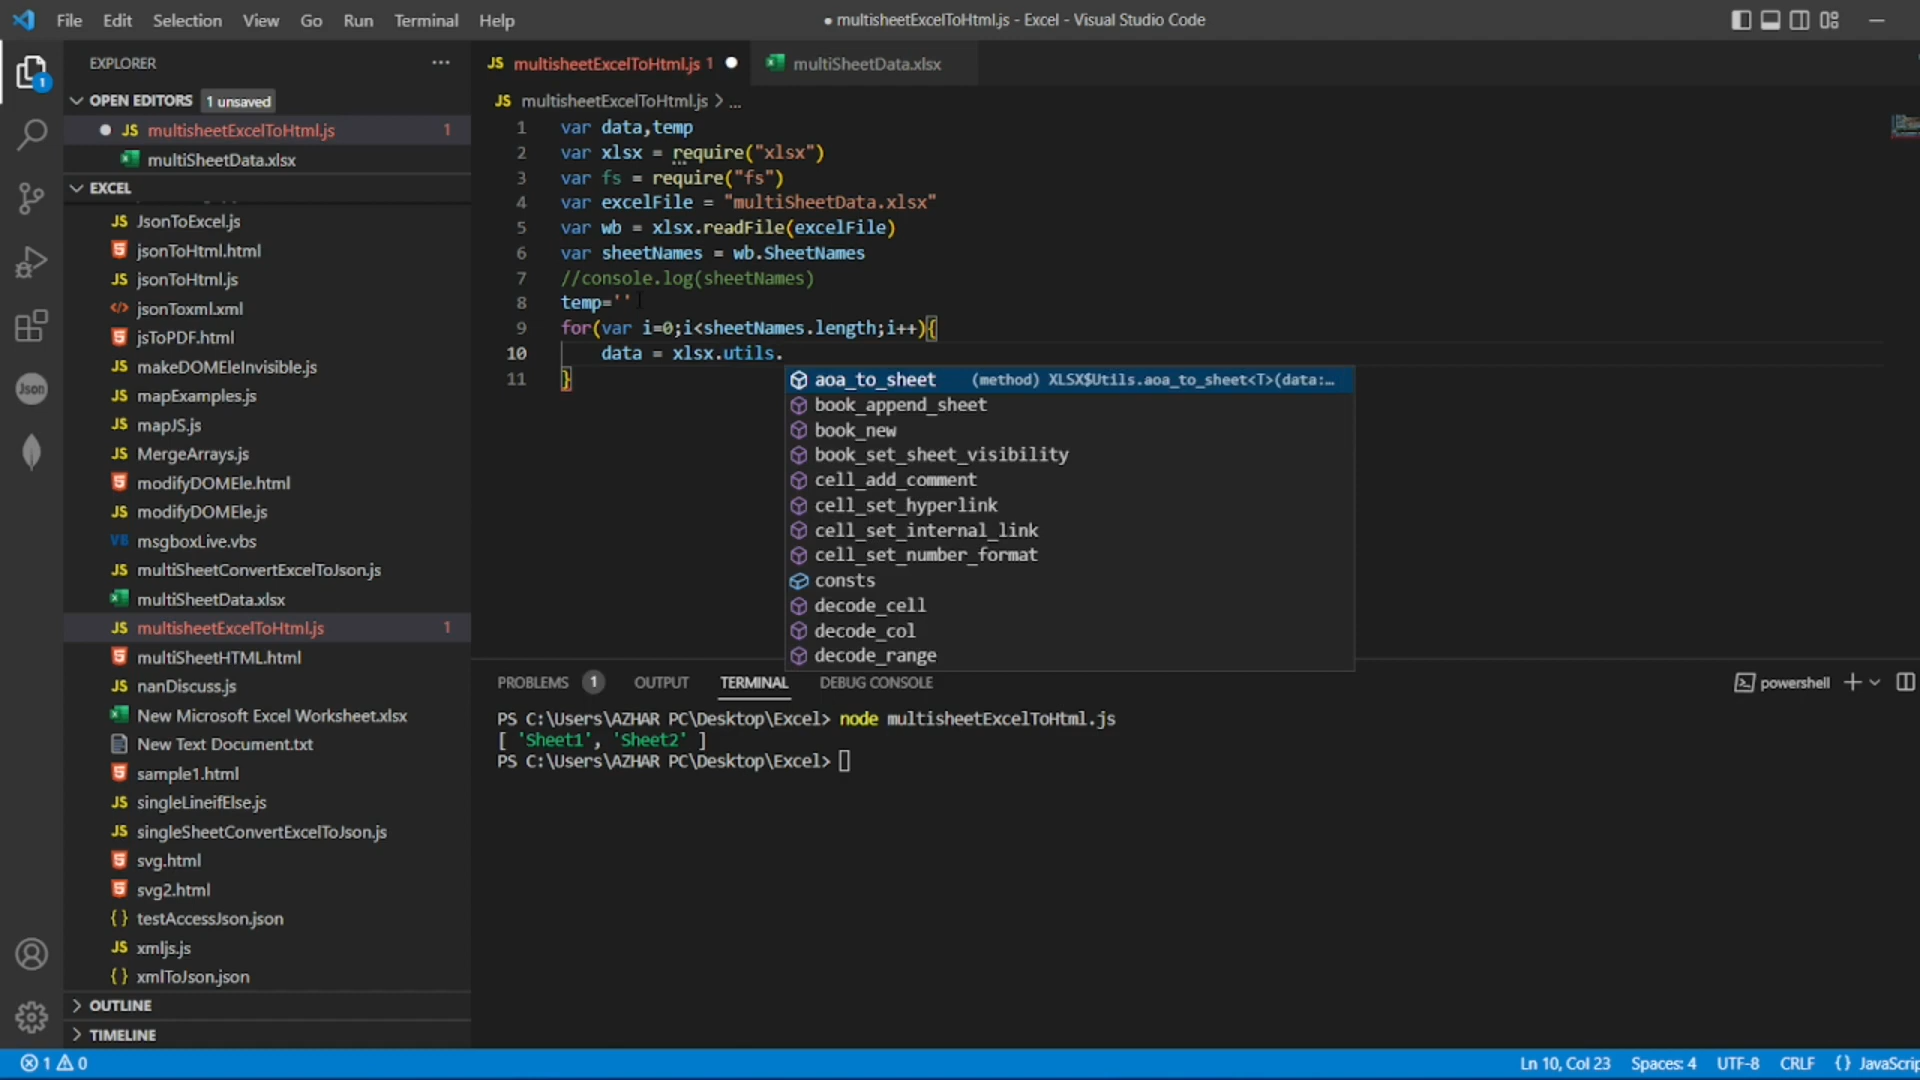 File Edit Selection View Go Run Terminal Help
● multisheetExcelToHtml.js - Excel - Visual Studio Code
EXPLORER
OPEN EDITORS 1 unsaved
JS multisheetExcelToHtml.js 1
multiSheetData.xlsx
EXCEL
JS JsonToExcel.js
jsonToHtml.html
JS jsonToHtml.js
jsonToxml.xml
jsToPDF.html
JS makeDOMEleInvisible.js
JS mapExamples.js
JS mapJS.js
JS MergeArrays.js
modifyDOMEle.html
JS modifyDOMEle.js
msgboxLive.vbs
JS multiSheetConvertExcelToJson.js
multiSheetData.xlsx
JS multisheetExcelToHtml.js 1
multiSheetHTML.html
JS nanDiscuss.js
New Microsoft Excel Worksheet.xlsx
New Text Document.txt
sample1.html
JS singleLineifElse.js
JS singleSheetConvertExcelToJson.js
svg.html
svg2.html
{} testAccessJson.json
JS xmljs.js
{} xmlToJson.json
OUTLINE
TIMELINE
1
Json
JS multisheetExcelToHtml.js 1
multiSheetData.xlsx
JS multisheetExcelToHtml.js > ...
1 var data,temp
2 var xlsx = require("xlsx")
3 var fs = require("fs")
4 var excelFile = "multiSheetData.xlsx"
5 var wb = xlsx.readFile(excelFile)
6 var sheetNames = wb.SheetNames
7 //console.log(sheetNames)
8 temp=''
9 for(var i=0;i<sheetNames.length;i++){
10 data = xlsx.utils.
11 }
aoa_to_sheet (method) XLSX$Utils.aoa_to_sheet<T>(data:…
book_append_sheet
book_new
book_set_sheet_visibility
cell_add_comment
cell_set_hyperlink
cell_set_internal_link
cell_set_number_format
consts
decode_cell
decode_col
decode_range
PROBLEMS 1 OUTPUT TERMINAL DEBUG CONSOLE
powershell
PS C:\Users\AZHAR PC\Desktop\Excel> node multisheetExcelToHtml.js
[ 'Sheet1', 'Sheet2' ]
PS C:\Users\AZHAR PC\Desktop\Excel>
1 0
Ln 10, Col 23 Spaces: 4 UTF-8 CRLF {} JavaScrip